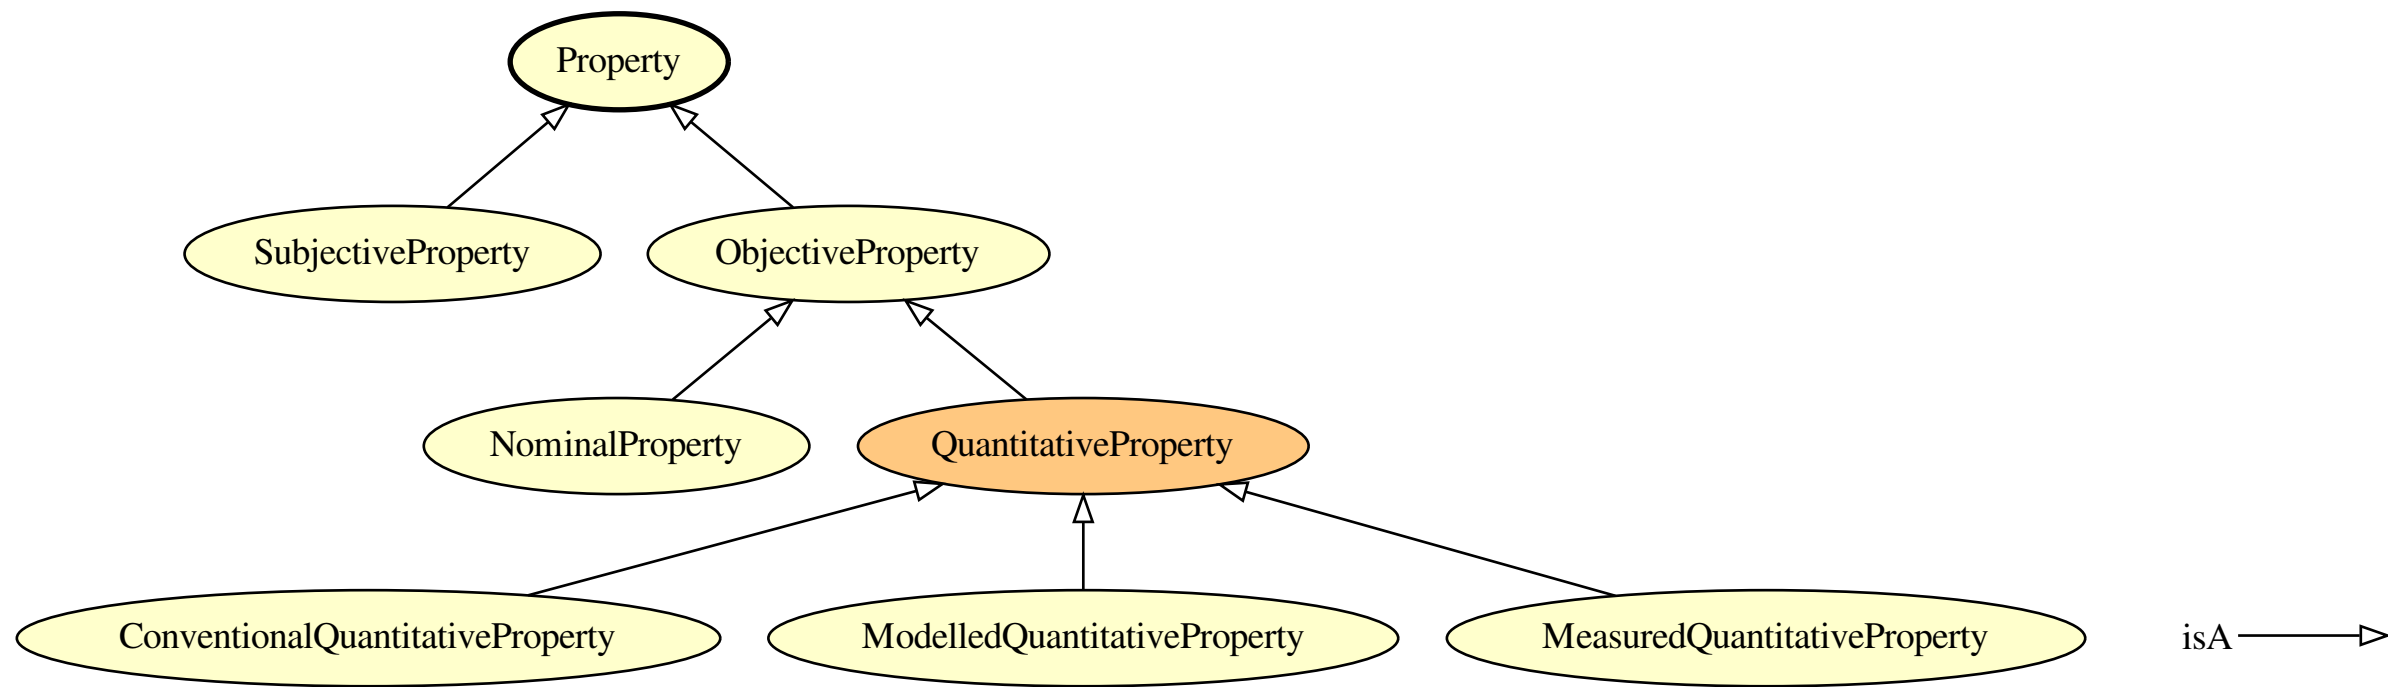 Property
SubjectiveProperty
ObjectiveProperty
NominalProperty
QuantitativeProperty
ConventionalQuantitativeProperty
ModelledQuantitativeProperty
MeasuredQuantitativeProperty
isA